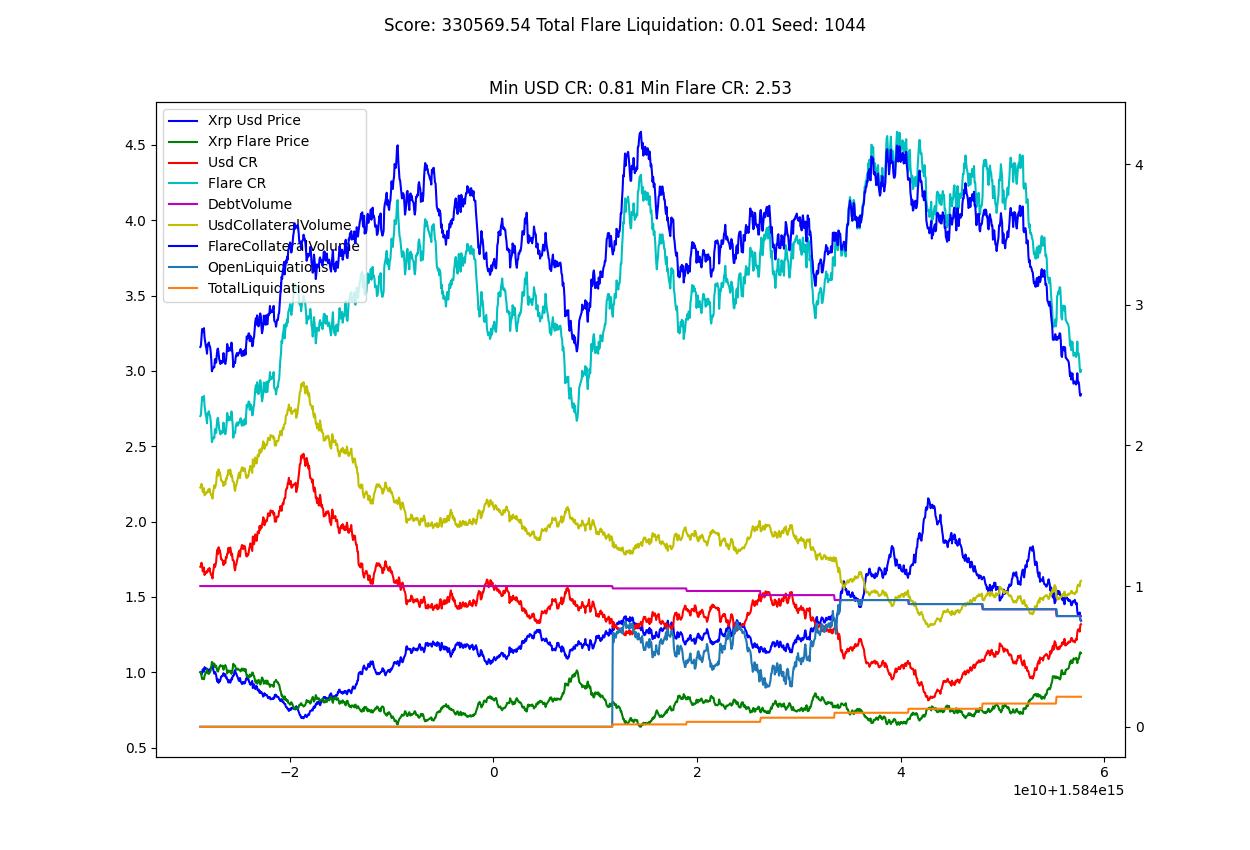 Score: 330569.54 Total Flare Liquidation: 0.01 Seed: 1044
Min USD CR: 0.81 Min Flare CR: 2.53
Xrp Usd Price
Xrp Flare Price
Usd CR
Flare CR
DebtVolume
UsdCollateralVolume
FlareCollateralVolume
OpenLiquidations
TotalLiquidations
4.5
4.0
3.5
3.0
2.5
2.0
1.5
1.0
0.5
4
3
2
1
0
−2
0
2
4
6
1e10+1.584e15